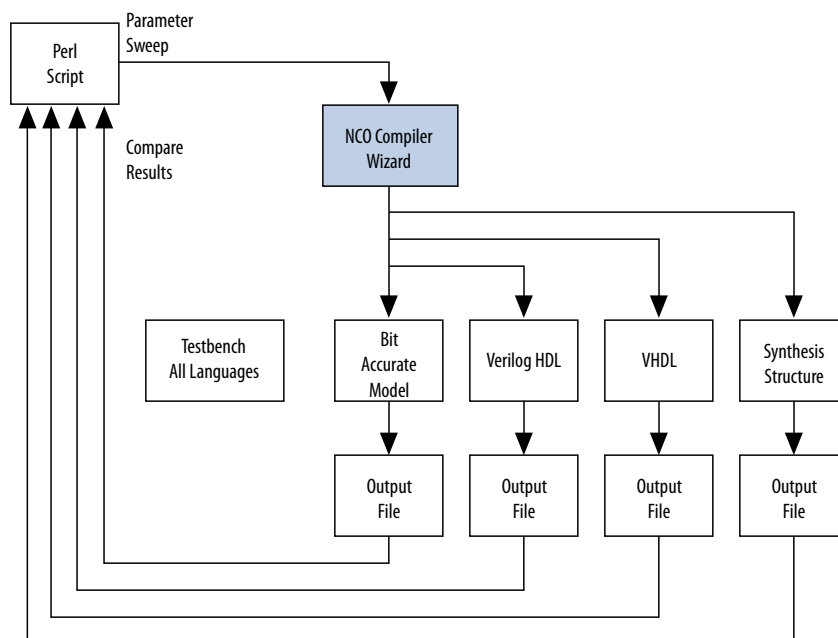 Parameter
Sweep
Perl
Script
NCO Compiler
Wizard
Compare
Results
Testbench
All Languages
Bit
Accurate
Model
Verilog HDL
VHDL
Synthesis
Structure
Output
File
Output
File
Output
File
Output
File